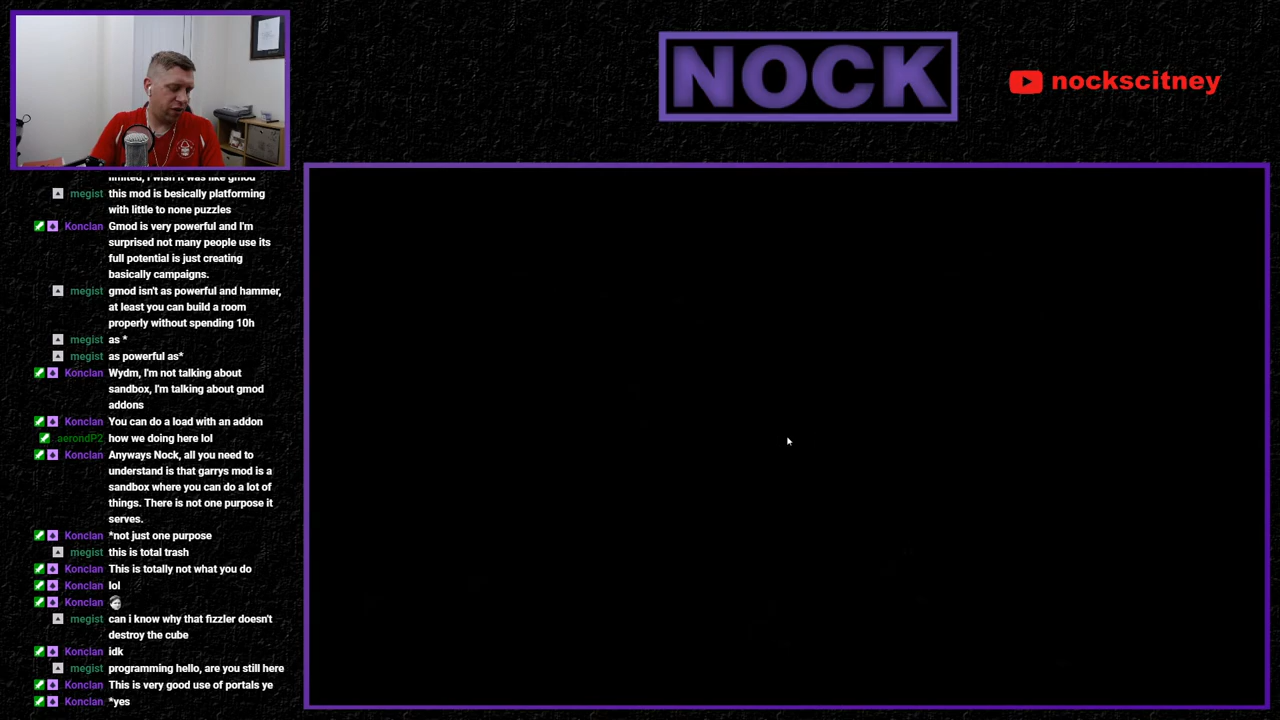 NOCK
nockscitney
limited, I wish it was like gmod
megist this mod is besically platforming
with little to none puzzles
Konclan Gmod is very powerful and I'm
surprised not many people use its
full potential is just creating
basically campaigns.
megist gmod isn't as powerful and hammer,
at least you can build a room
properly without spending 10h
megist as *
megist as powerful as*
Konclan Wydm, I'm not talking about
sandbox, I'm talking about gmod
addons
Konclan You can do a load with an addon
aerondP2 how we doing here lol
Konclan Anyways Nock, all you need to
understand is that garrys mod is a
sandbox where you can do a lot of
things. There is not one purpose it
serves.
Konclan *not just one purpose
megist this is total trash
Konclan This is totally not what you do
Konclan lol
Konclan
megist can i know why that fizzler doesn't
destroy the cube
Konclan idk
megist programming hello, are you still here
Konclan This is very good use of portals ye
Konclan *yes